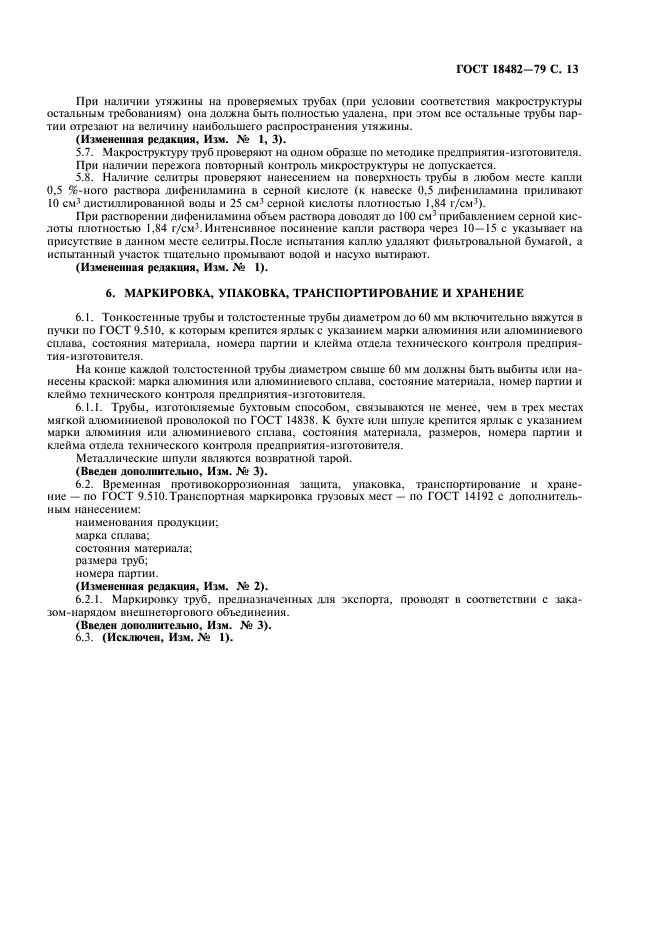 ГОСТ 18482—79 С. 13
При наличии утяжины на проверяемых трубах (при условии соответствия макроструктуры
остальным требованиям) она должна быть полностью удалена, при этом все остальные трубы пар-
тии отрезают на величину наибольшего распространения утяжины.
(Измененная редакция, Изм. № 1, 3).
5.7. Макроструктуру труб проверяют на одном образце по методике предприятия-изготовителя.
При наличии пережога повторный контроль микроструктуры не допускается.
5.8. Наличие селитры проверяют нанесением на поверхность трубы в любом месте капли
0,5 %-ного раствора дифениламина в серной кислоте (к навеске 0,5 дифениламина приливают
10 см³ дистиллированной воды и 25 см³ серной кислоты плотностью 1,84 г/см³).
При растворении дифениламина объем раствора доводят до 100 см³ прибавлением серной кис-
лоты плотностью 1,84 г/см³. Интенсивное посинение капли раствора через 10—15 с указывает на
присутствие в данном месте селитры. После испытания каплю удаляют фильтровальной бумагой, а
испытанный участок тщательно промывают водой и насухо вытирают.
(Измененная редакция, Изм. № 1).
6. МАРКИРОВКА, УПАКОВКА, ТРАНСПОРТИРОВАНИЕ И ХРАНЕНИЕ
6.1. Тонкостенные трубы и толстостенные трубы диаметром до 60 мм включительно вяжутся в
пучки по ГОСТ 9.510, к которым крепится ярлык с указанием марки алюминия или алюминиевого
сплава, состояния материала, номера партии и клейма отдела технического контроля предприя-
тия-изготовителя.
На конце каждой толстостенной трубы диаметром свыше 60 мм должны быть выбиты или на-
несены краской: марка алюминия или алюминиевого сплава, состояние материала, номер партии и
клеймо технического контроля предприятия-изготовителя.
6.1.1. Трубы, изготовляемые бухтовым способом, связываются не менее, чем в трех местах
мягкой алюминиевой проволокой по ГОСТ 14838. К бухте или шпуле крепится ярлык с указанием
марки алюминия или алюминиевого сплава, состояния материала, размеров, номера партии и
клейма отдела технического контроля предприятия-изготовителя.
Металлические шпули являются возвратной тарой.
(Введен дополнительно, Изм. № 3).
6.2. Временная противокоррозионная защита, упаковка, транспортирование и хране-
ние — по ГОСТ 9.510. Транспортная маркировка грузовых мест — по ГОСТ 14192 с дополнитель-
ным нанесением:
наименования продукции;
марка сплава;
состояния материала;
размера труб;
номера партии.
(Измененная редакция, Изм. № 2).
6.2.1. Маркировку труб, предназначенных для экспорта, проводят в соответствии с зака-
зом-нарядом внешнеторгового объединения.
(Введен дополнительно, Изм. № 3).
6.3. (Исключен, Изм. № 1).